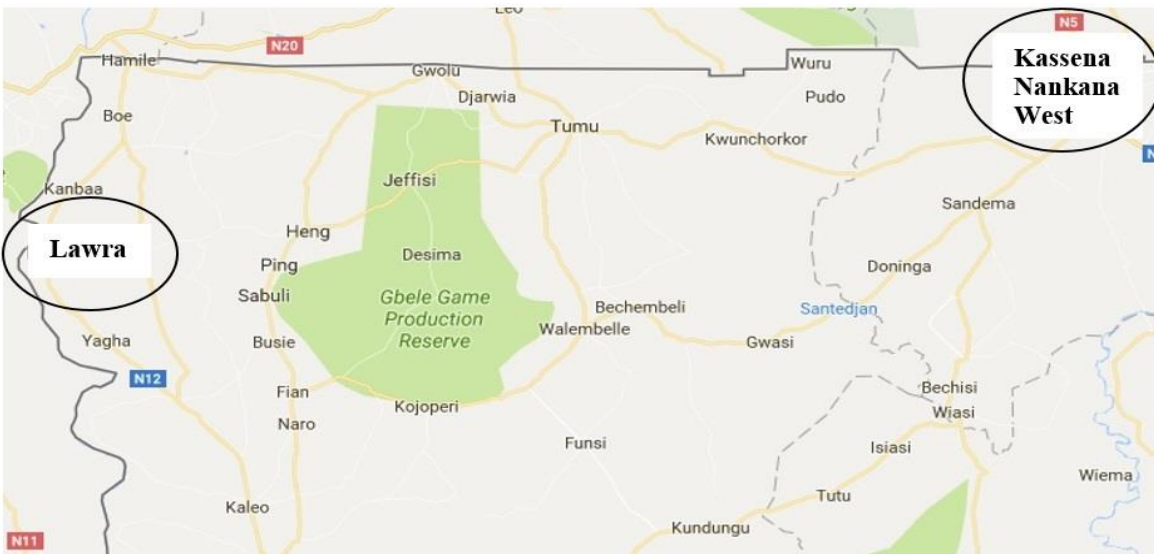 Leo
N5
N20
Hamile
Kassena
Nankana
West
Gwolu
Wuru
Djarwia
Pudo
Boe
Tumu
Kwunchorkor
Jeffisi
Kanbaa
Sandema
Heng
Lawra
Desima
Ping
Doninga
Sabuli
Gbele Game
Production
Reserve
Bechembeli
Santedjan
Walembelle
Yagha
Busie
Gwasi
N12
Fian
Bechisi
Kojoperi
Wiasi
Naro
Funsi
Isiasi
Wiema
Kaleo
Tutu
Kundungu
N11